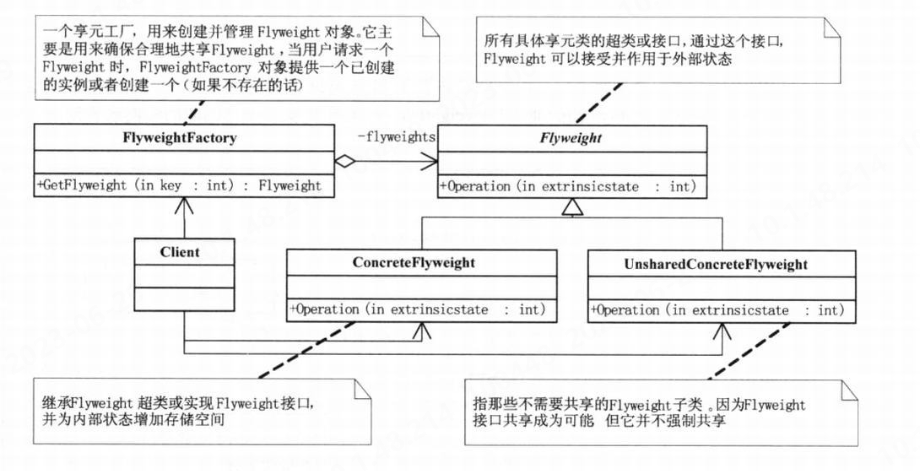 一个享元工厂，用来创建并管理 Flyweight 对象。它主
要是用来确保合理地共享Flyweight，当用户请求一个
Flyweight 时，FlyweightFactory 对象提供一个已创建
的实例或者创建一个（如果不存在的话）
所有具体享元类的超类或接口，通过这个接口，
Flyweight 可以接受并作用于外部状态
FlyweightFactory
+GetFlyweight(in key : int) : Flyweight
-flyweights
Flyweight
+Operation(in extrinsicstate : int)
Client
ConcreteFlyweight
+Operation(in extrinsicstate : int)
UnsharedConcreteFlyweight
+Operation(in extrinsicstate : int)
继承Flyweight 超类或实现 Flyweight接口，
并为内部状态增加存储空间
指那些不需要共享的Flyweight子类。因为Flyweight
接口共享成为可能 但它并不强制共享